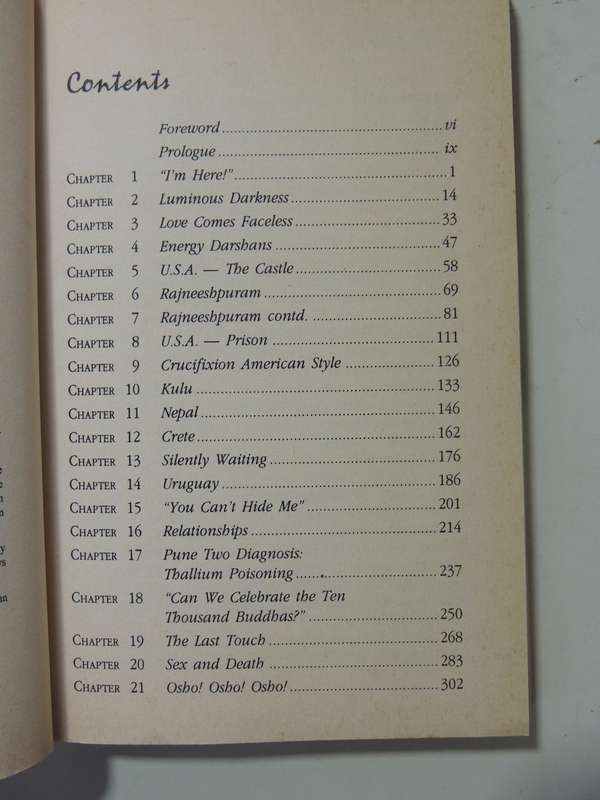 Contents
Foreword vi
Prologue ix
CHAPTER 1 "I'm Here!" 1
CHAPTER 2 Luminous Darkness 14
CHAPTER 3 Love Comes Faceless 33
CHAPTER 4 Energy Darshans 47
CHAPTER 5 U.S.A. — The Castle 58
CHAPTER 6 Rajneeshpuram 69
CHAPTER 7 Rajneeshpuram contd. 81
CHAPTER 8 U.S.A. — Prison 111
CHAPTER 9 Crucifixion American Style 126
CHAPTER 10 Kulu 133
CHAPTER 11 Nepal 146
CHAPTER 12 Crete 162
CHAPTER 13 Silently Waiting 176
CHAPTER 14 Uruguay 186
CHAPTER 15 "You Can't Hide Me" 201
CHAPTER 16 Relationships 214
CHAPTER 17 Pune Two Diagnosis:
Thallium Poisoning 237
CHAPTER 18 "Can We Celebrate the Ten
Thousand Buddhas?" 250
CHAPTER 19 The Last Touch 268
CHAPTER 20 Sex and Death 283
CHAPTER 21 Osho! Osho! Osho! 302